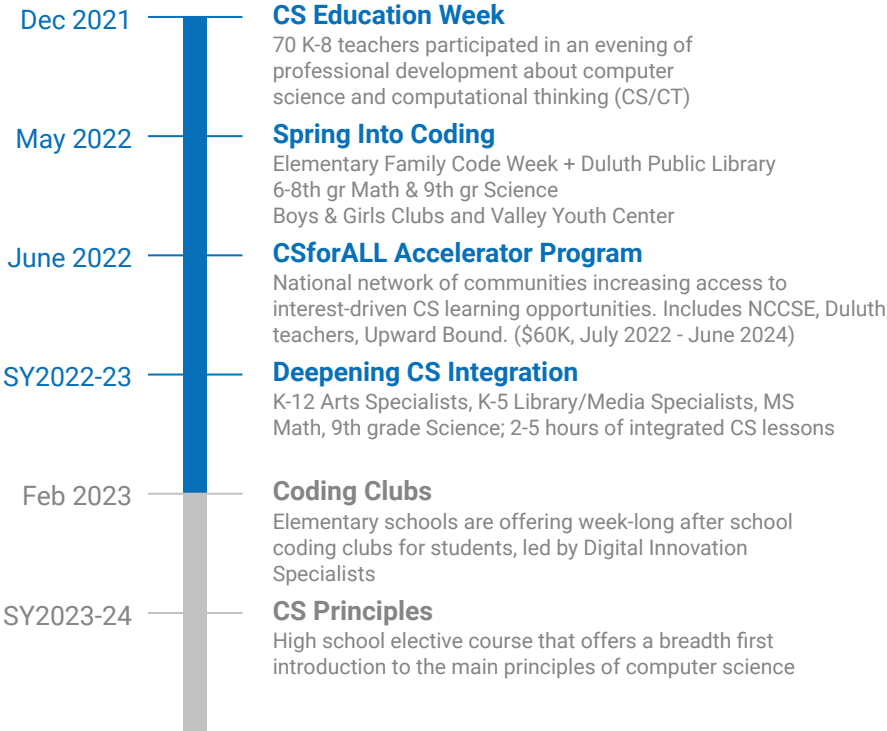 Dec 2021
CS Education Week
70 K-8 teachers participated in an evening of
professional development about computer
science and computational thinking (CS/CT)
May 2022
Spring Into Coding
Elementary Family Code Week + Duluth Public Library
6-8th gr Math & 9th gr Science
Boys & Girls Clubs and Valley Youth Center
June 2022
CSforALL Accelerator Program
National network of communities increasing access to
interest-driven CS learning opportunities. Includes NCCSE, Duluth
teachers, Upward Bound. ($60K, July 2022 - June 2024)
SY2022-23
Deepening CS Integration
K-12 Arts Specialists, K-5 Library/Media Specialists, MS
Math, 9th grade Science; 2-5 hours of integrated CS lessons
Feb 2023
Coding Clubs
Elementary schools are offering week-long after school
coding clubs for students, led by Digital Innovation
Specialists
SY2023-24
CS Principles
High school elective course that offers a breadth first
introduction to the main principles of computer science